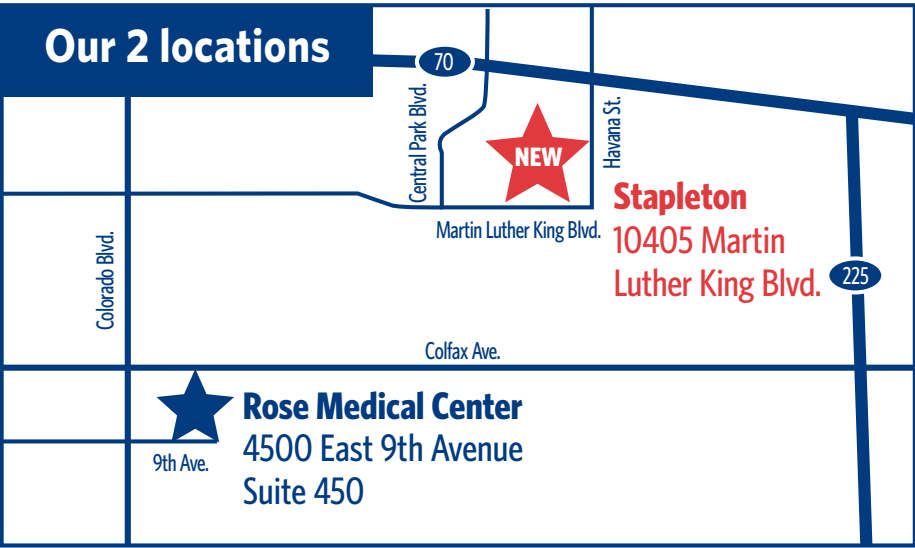 Our 2 locations
70
Central Park Blvd.
Havana St.
NEW
Stapleton
10405 Martin
Luther King Blvd.
Martin Luther King Blvd.
225
Colorado Blvd.
Colfax Ave.
Rose Medical Center
4500 East 9th Avenue
Suite 450
9th Ave.